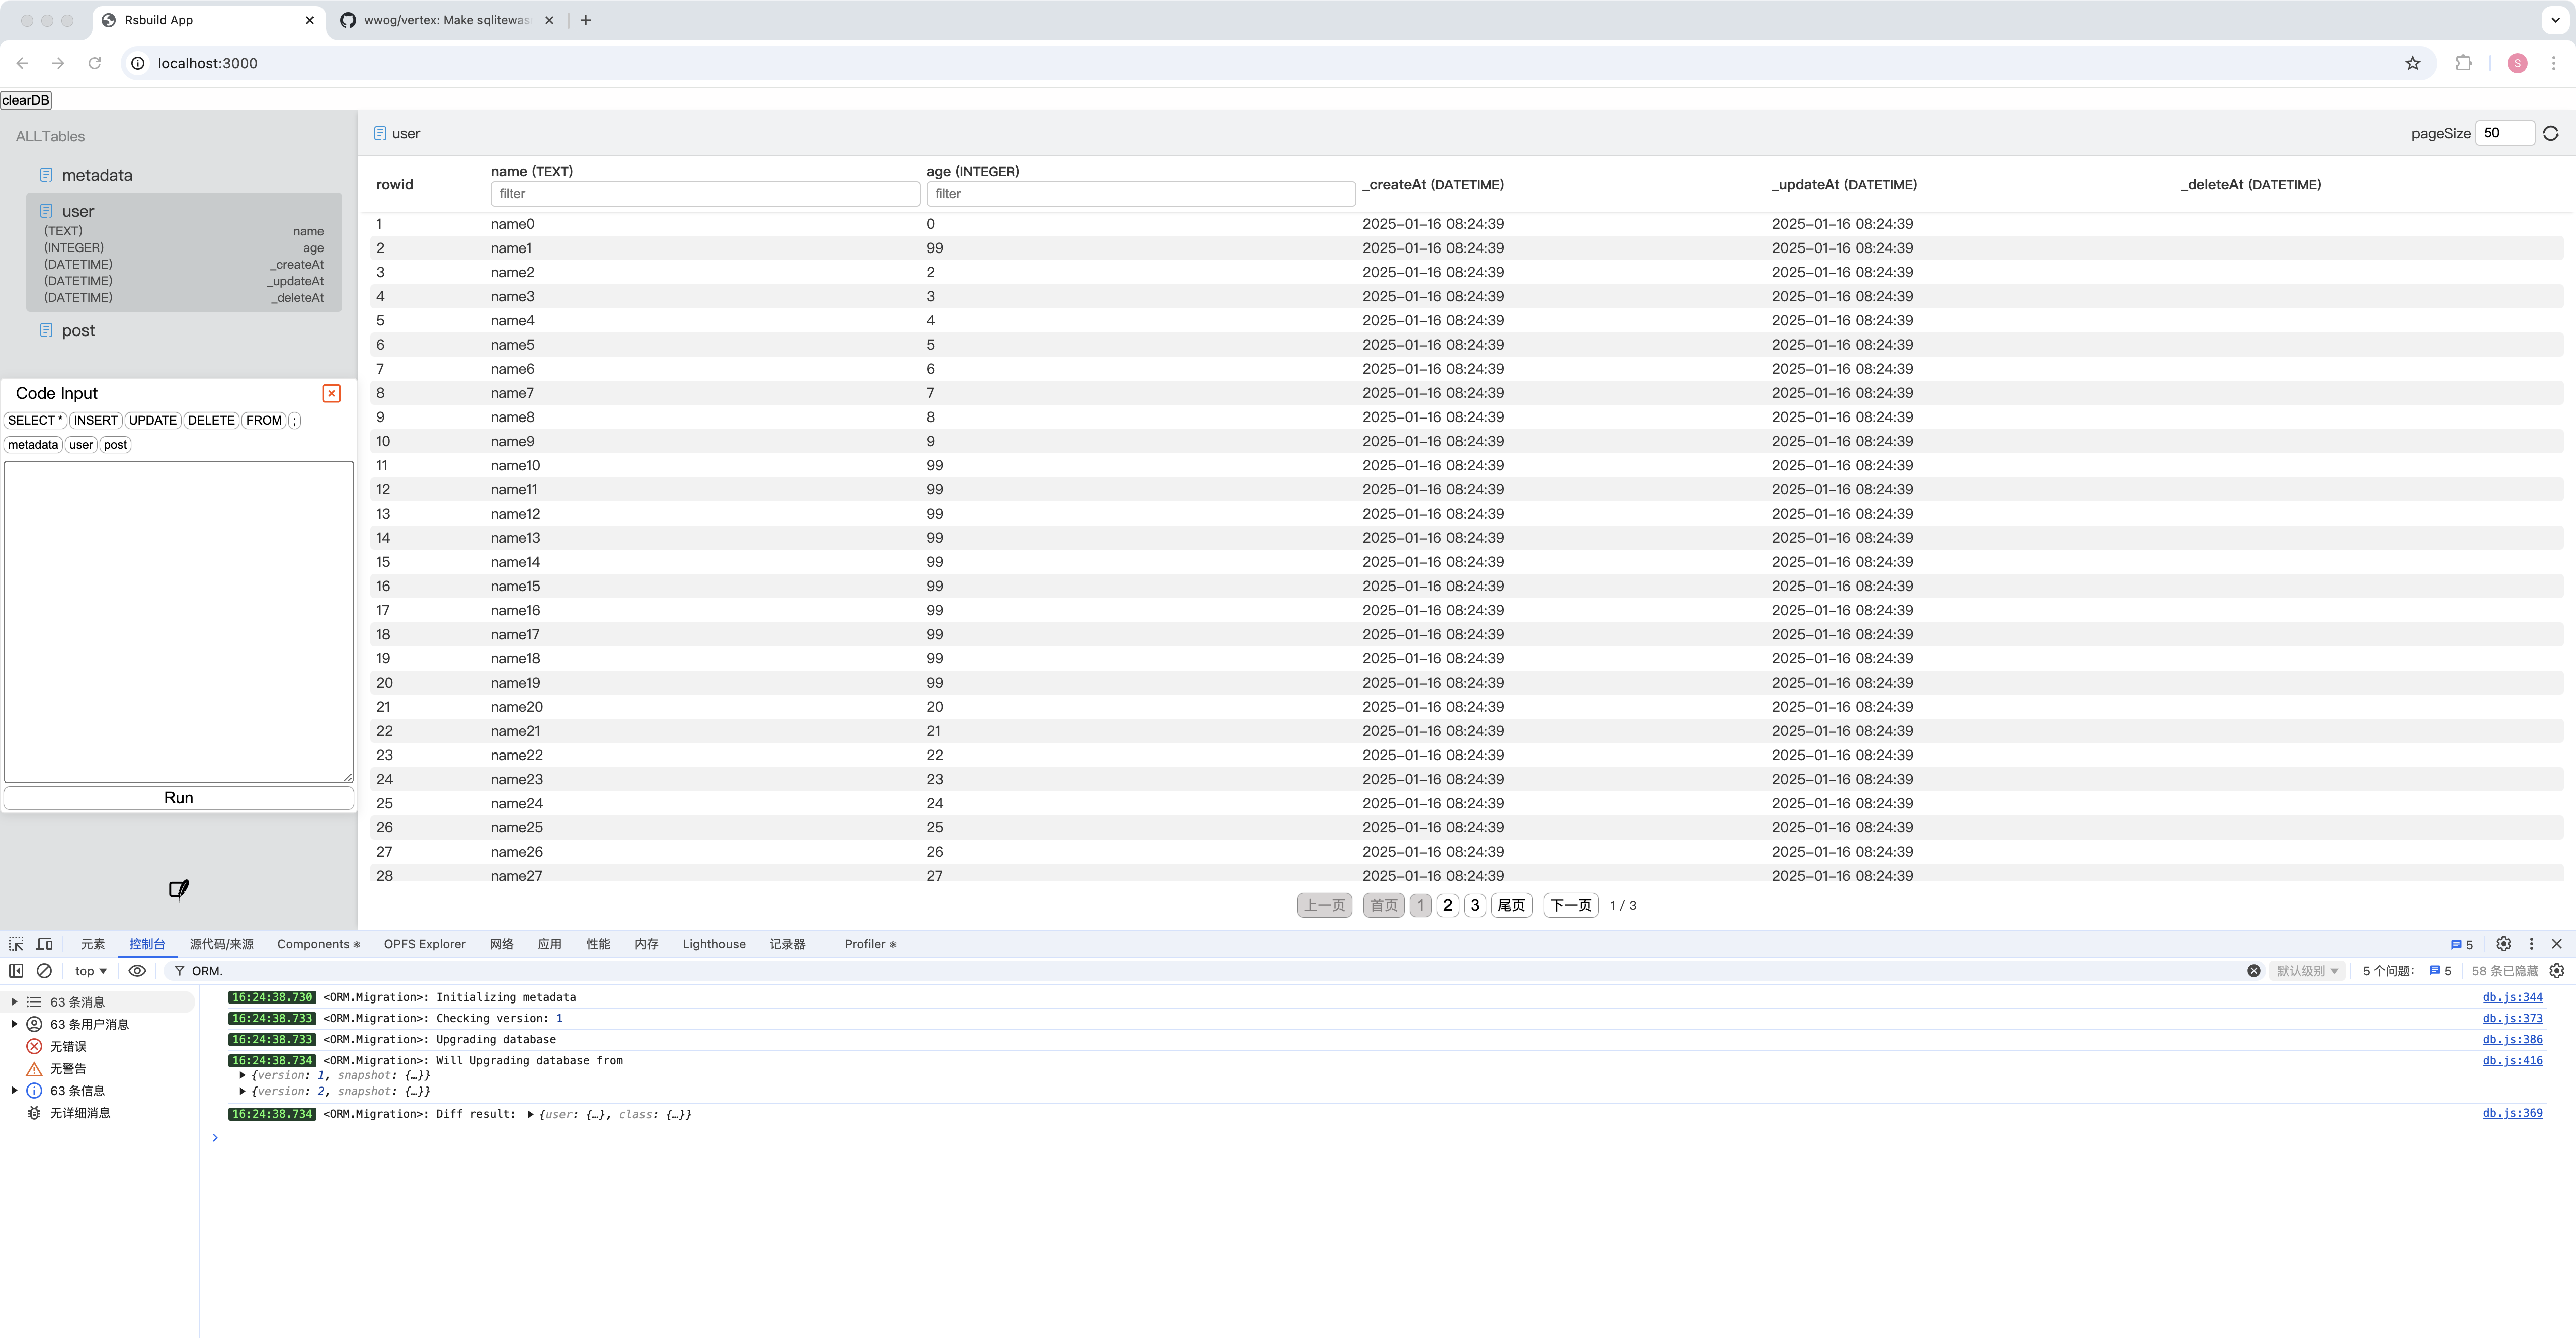 Rsbuild App
wwog/vertex: Make sqlitewas
localhost:3000
S
clearDB
ALLTables
metadata
user
(TEXT) name
(INTEGER) age
(DATETIME) _createAt
(DATETIME) _updateAt
(DATETIME) _deleteAt
post
Code Input
SELECT * INSERT UPDATE DELETE FROM ;
metadata user post
Run
user
pageSize 50
rowid name (TEXT) age (INTEGER) _createAt (DATETIME) _updateAt (DATETIME) _deleteAt (DATETIME)
filter filter
1 name0 0 2025-01-16 08:24:39 2025-01-16 08:24:39
2 name1 99 2025-01-16 08:24:39 2025-01-16 08:24:39
3 name2 2 2025-01-16 08:24:39 2025-01-16 08:24:39
4 name3 3 2025-01-16 08:24:39 2025-01-16 08:24:39
5 name4 4 2025-01-16 08:24:39 2025-01-16 08:24:39
6 name5 5 2025-01-16 08:24:39 2025-01-16 08:24:39
7 name6 6 2025-01-16 08:24:39 2025-01-16 08:24:39
8 name7 7 2025-01-16 08:24:39 2025-01-16 08:24:39
9 name8 8 2025-01-16 08:24:39 2025-01-16 08:24:39
10 name9 9 2025-01-16 08:24:39 2025-01-16 08:24:39
11 name10 99 2025-01-16 08:24:39 2025-01-16 08:24:39
12 name11 99 2025-01-16 08:24:39 2025-01-16 08:24:39
13 name12 99 2025-01-16 08:24:39 2025-01-16 08:24:39
14 name13 99 2025-01-16 08:24:39 2025-01-16 08:24:39
15 name14 99 2025-01-16 08:24:39 2025-01-16 08:24:39
16 name15 99 2025-01-16 08:24:39 2025-01-16 08:24:39
17 name16 99 2025-01-16 08:24:39 2025-01-16 08:24:39
18 name17 99 2025-01-16 08:24:39 2025-01-16 08:24:39
19 name18 99 2025-01-16 08:24:39 2025-01-16 08:24:39
20 name19 99 2025-01-16 08:24:39 2025-01-16 08:24:39
21 name20 20 2025-01-16 08:24:39 2025-01-16 08:24:39
22 name21 21 2025-01-16 08:24:39 2025-01-16 08:24:39
23 name22 22 2025-01-16 08:24:39 2025-01-16 08:24:39
24 name23 23 2025-01-16 08:24:39 2025-01-16 08:24:39
25 name24 24 2025-01-16 08:24:39 2025-01-16 08:24:39
26 name25 25 2025-01-16 08:24:39 2025-01-16 08:24:39
27 name26 26 2025-01-16 08:24:39 2025-01-16 08:24:39
28 name27 27 2025-01-16 08:24:39 2025-01-16 08:24:39
上一页 首页 1 2 3 尾页 下一页 1 / 3
元素 控制台 源代码/来源 Components OPFS Explorer 网络 应用 性能 内存 Lighthouse 记录器 Profiler 5
top ORM. 默认级别 5 个问题: 5 58 条已隐藏
63 条消息
63 条用户消息
无错误
无警告
63 条信息
无详细消息
16:24:38.730 <ORM.Migration>: Initializing metadata db.js:344
16:24:38.733 <ORM.Migration>: Checking version: 1 db.js:373
16:24:38.733 <ORM.Migration>: Upgrading database db.js:386
16:24:38.734 <ORM.Migration>: Will Upgrading database from db.js:416
{version: 1, snapshot: {…}}
{version: 2, snapshot: {…}}
16:24:38.734 <ORM.Migration>: Diff result: {user: {…}, class: {…}} db.js:369